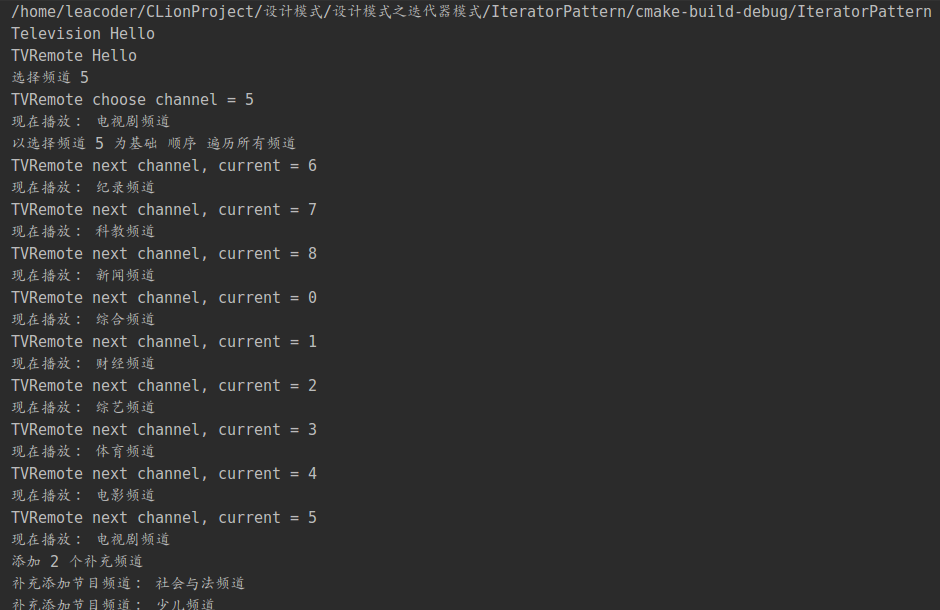 /home/leacoder/CLionProject/设计模式/设计模式之迭代器模式/IteratorPattern/cmake-build-debug/IteratorPattern
Television Hello
TVRemote Hello
选择频道 5
TVRemote choose channel = 5
现在播放： 电视剧频道
以选择频道 5 为基础 顺序 遍历所有频道
TVRemote next channel, current = 6
现在播放： 纪录频道
TVRemote next channel, current = 7
现在播放： 科教频道
TVRemote next channel, current = 8
现在播放： 新闻频道
TVRemote next channel, current = 0
现在播放： 综合频道
TVRemote next channel, current = 1
现在播放： 财经频道
TVRemote next channel, current = 2
现在播放： 综艺频道
TVRemote next channel, current = 3
现在播放： 体育频道
TVRemote next channel, current = 4
现在播放： 电影频道
TVRemote next channel, current = 5
现在播放： 电视剧频道
添加 2 个补充频道
补充添加节目频道： 社会与法频道
补充添加节目频道： 少儿频道